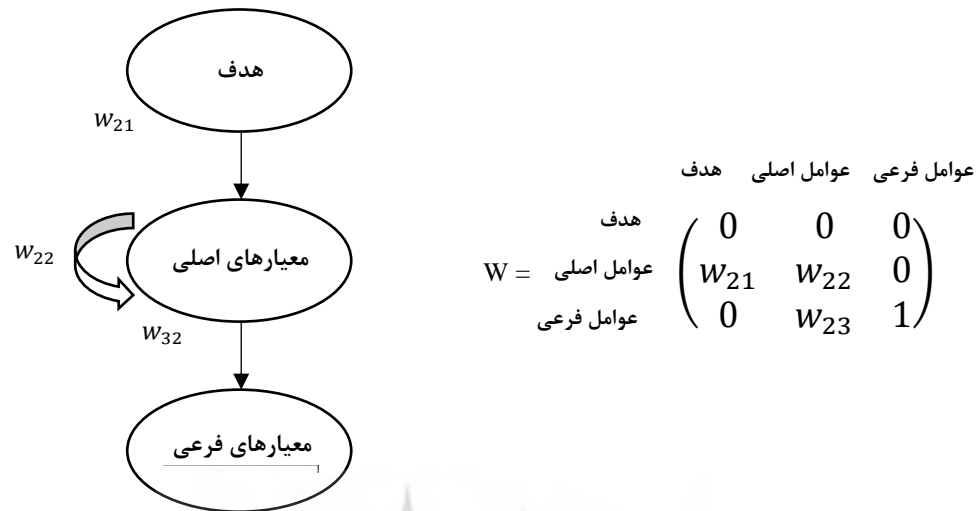 هدف
w₂₁
معیارهای اصلی
w₂₂
w₃₂
معیارهای فرعی
هدف عوامل اصلی عوامل فرعی
هدف 0 0 0
W = عوامل اصلی w₂₁ w₂₂ 0
عوامل فرعی 0 w₂₃ 1